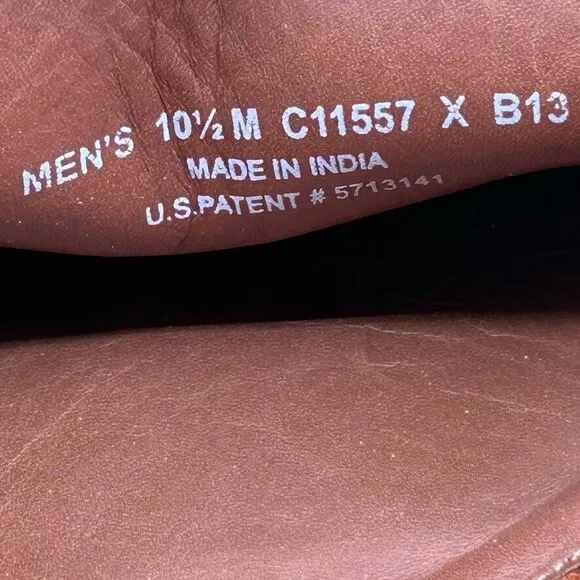 MEN'S 10½ M C11557 X B13
MADE IN INDIA
U.S.PATENT # 5713141